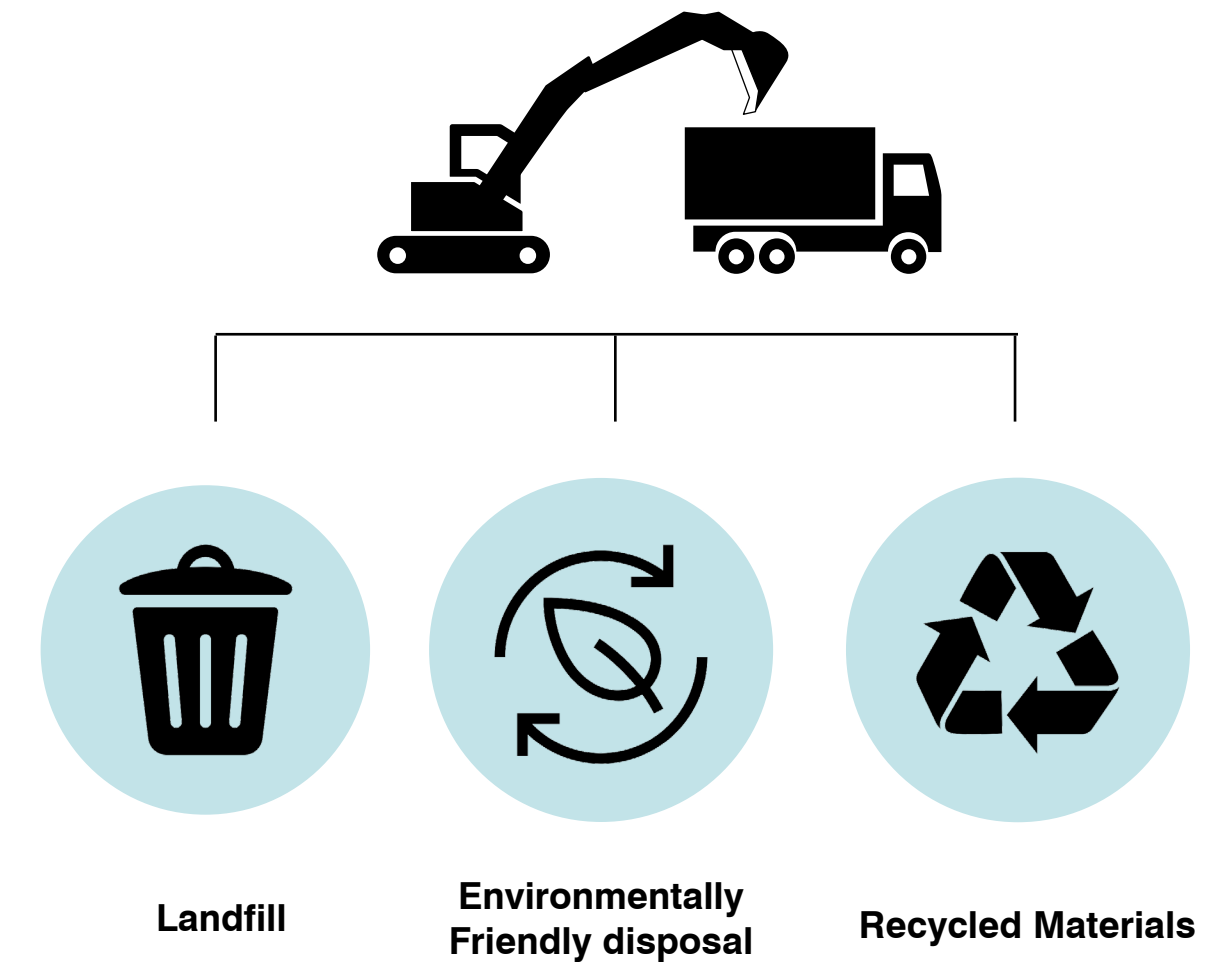 Landfill
Environmentally
Friendly disposal
Recycled Materials